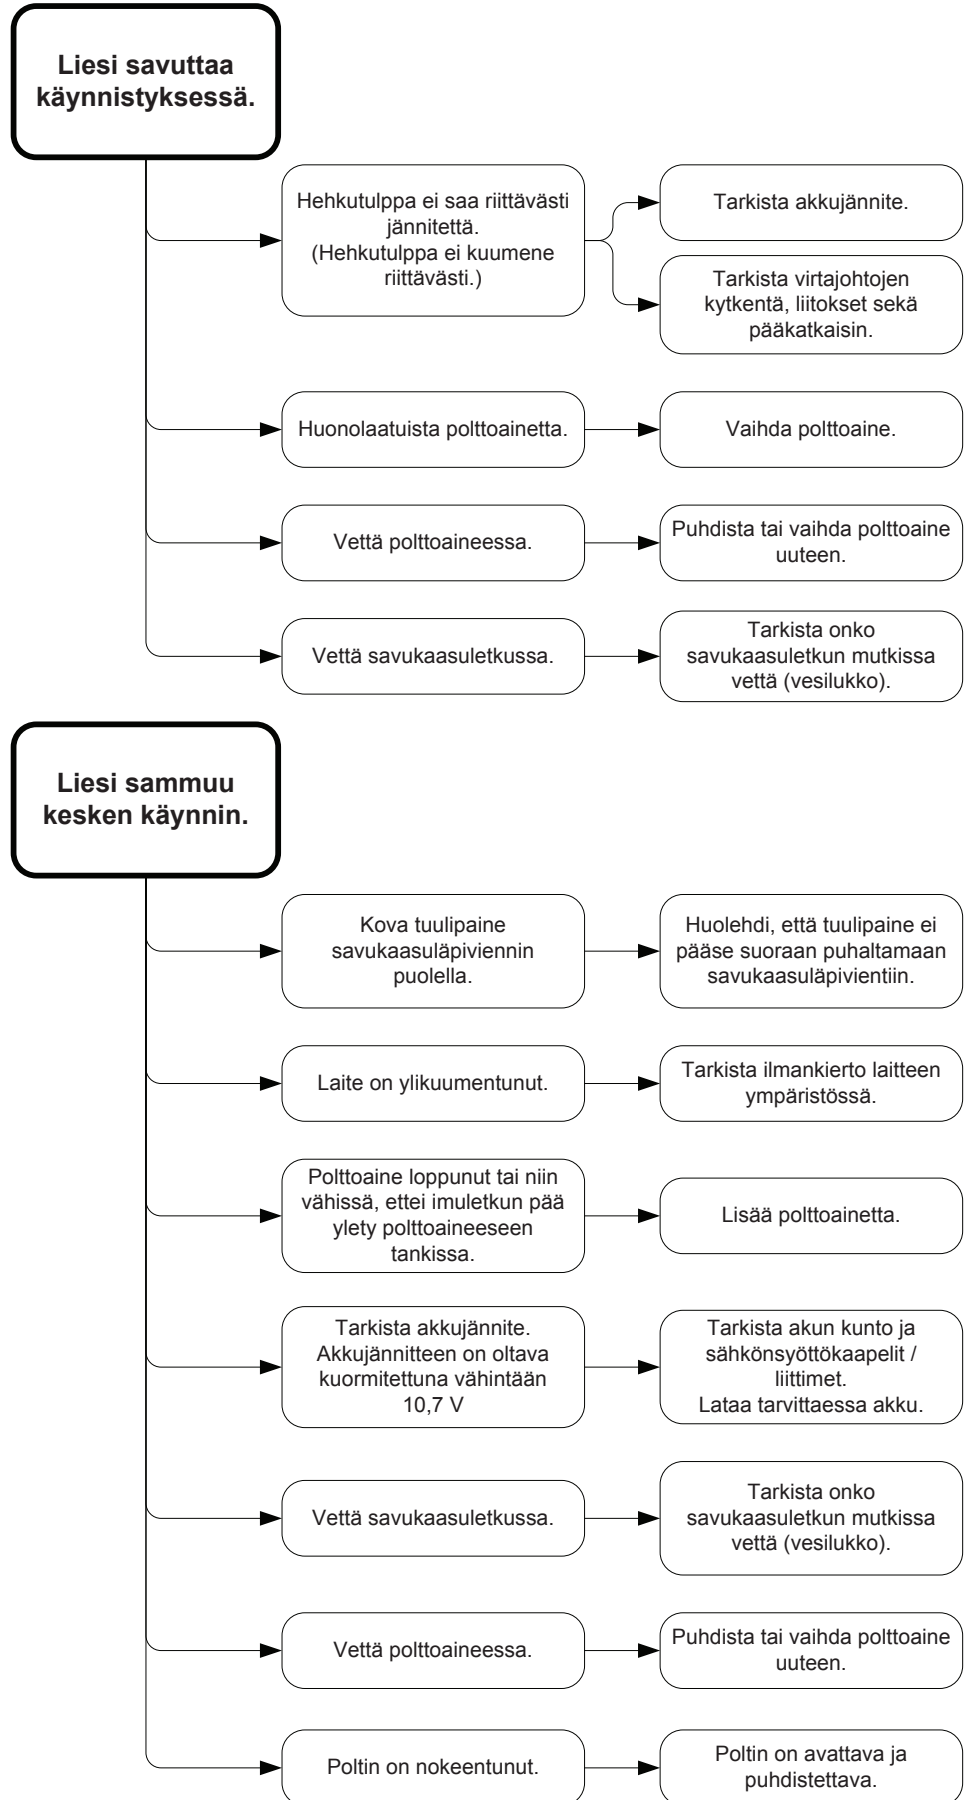 Liesi savuttaa
käynnistyksessä.
Hehkutulppa ei saa riittävästi
jännitettä.
(Hehkutulppa ei kuumene
riittävästi.)
Tarkista akkujännite.
Tarkista virtajohtojen
kytkentä, liitokset sekä
pääkatkaisin.
Huonolaatuista polttoainetta.
Vaihda polttoaine.
Vettä polttoaineessa.
Puhdista tai vaihda polttoaine
uuteen.
Vettä savukaasuletkussa.
Tarkista onko
savukaasuletkun mutkissa
vettä (vesilukko).
Liesi sammuu
kesken käynnin.
Kova tuulipaine
savukaasuläpiviennin
puolella.
Huolehdi, että tuulipaine ei
pääse suoraan puhaltamaan
savukaasuläpivientiin.
Laite on ylikuumentunut.
Tarkista ilmankierto laitteen
ympäristössä.
Polttoaine loppunut tai niin
vähissä, ettei imuletkun pää
ylety polttoaineeseen
tankissa.
Lisää polttoainetta.
Tarkista akkujännite.
Akkujännitteen on oltava
kuormitettuna vähintään
10,7 V
Tarkista akun kunto ja
sähkönsyöttökaapelit /
liittimet.
Lataa tarvittaessa akku.
Vettä savukaasuletkussa.
Tarkista onko
savukaasuletkun mutkissa
vettä (vesilukko).
Vettä polttoaineessa.
Puhdista tai vaihda polttoaine
uuteen.
Poltin on nokeentunut.
Poltin on avattava ja
puhdistettava.